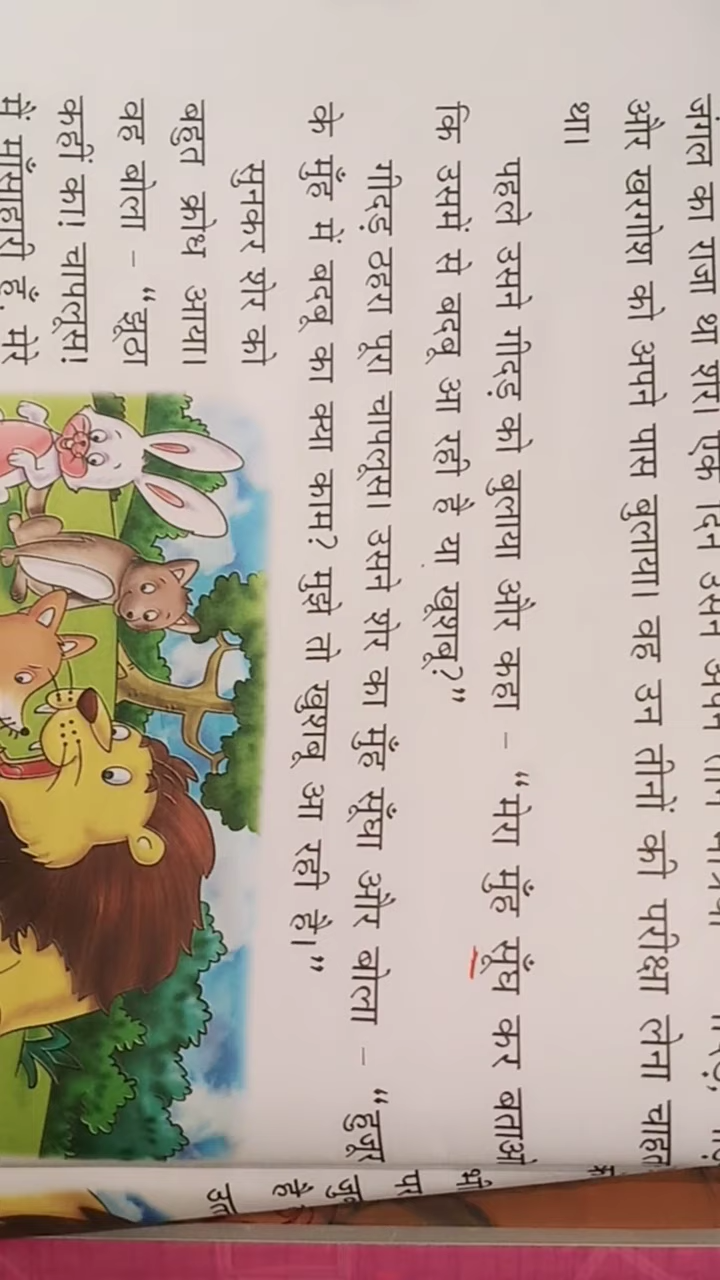 जंगल का राजा था शेर। एक दिन उसने अपने तीन
और खरगोश को अपने पास बुलाया। वह उन तीनों की परीक्षा लेना चाहता
था।
पहले उसने गीदड़ को बुलाया और कहा – “मेरा मुँह सूँघ कर बताओ
कि उसमें से बदबू आ रही है या खुशबू?”
गीदड़ ठहरा पूरा चापलूस। उसने शेर का मुँह सूँघा और बोला – “हुजूर
के मुँह में बदबू का क्या काम? मुझे तो खुशबू आ रही है।”
सुनकर शेर को
बहुत क्रोध आया।
वह बोला – “झूठा
कहीं का! चापलूस!
में माँसाहारी हूँ, मेरे